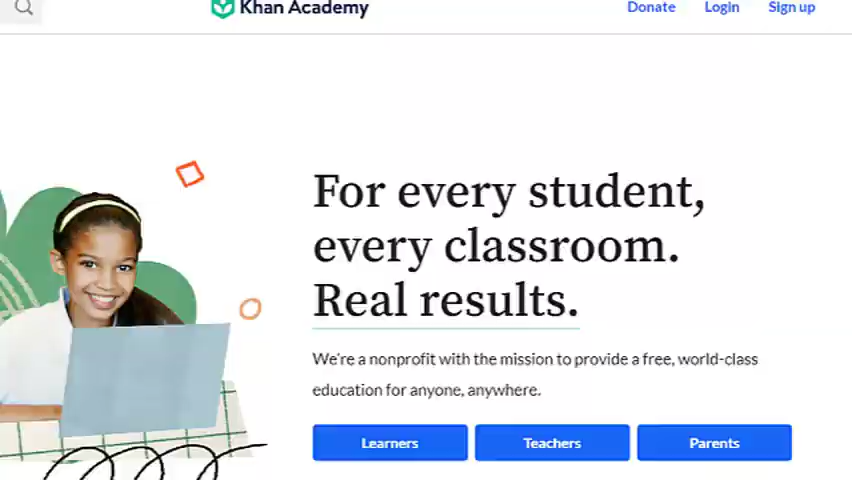 Khan Academy
Donate
Login
Sign up
For every student,
every classroom.
Real results.
We're a nonprofit with the mission to provide a free, world-class
education for anyone, anywhere.
Learners
Teachers
Parents